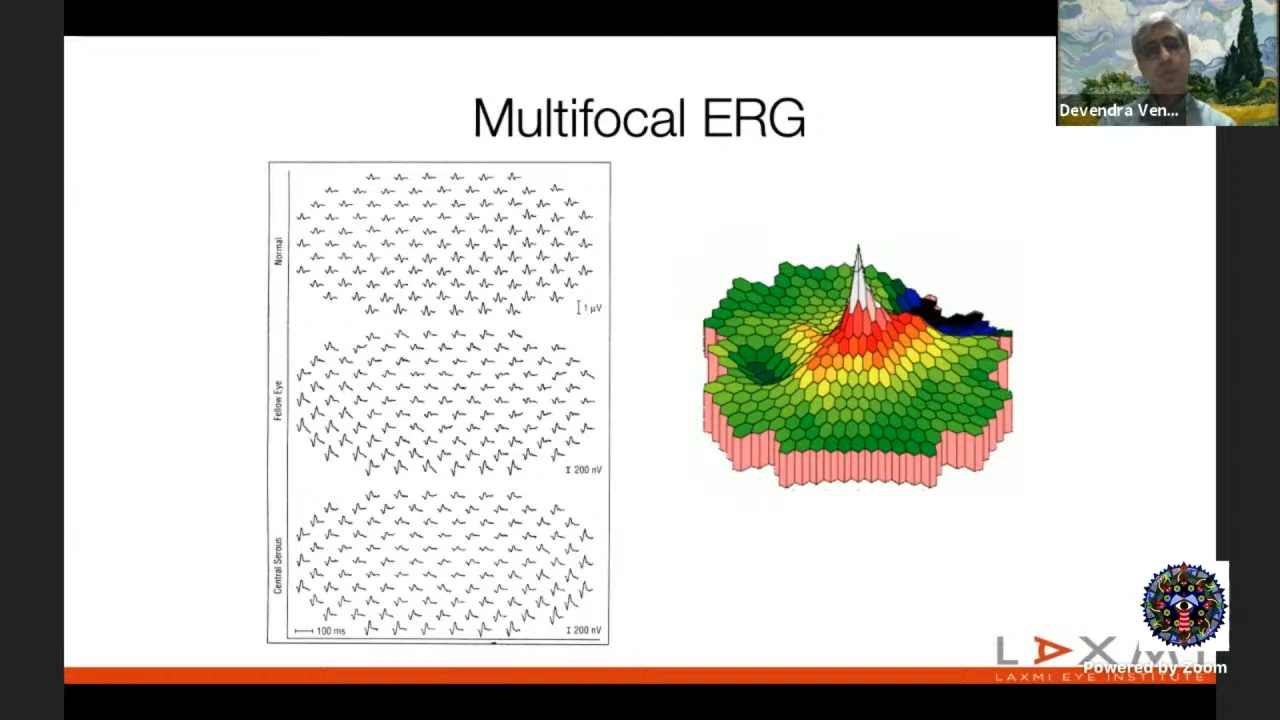 Devendra Ven...
Multifocal ERG
Normal
1 µV
Fellow Eye
200 nV
Central Serous
100 ms
200 nV
LAXMI
Powered by Zoom
LAXMI EYE INSTITUTE